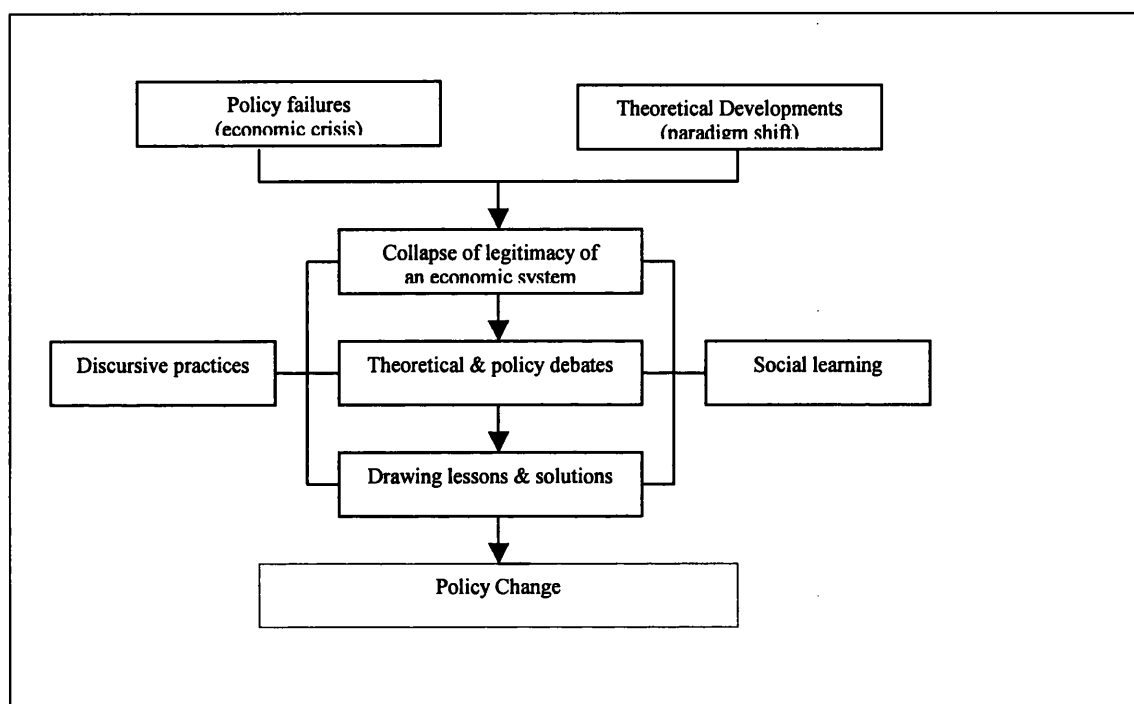 Policy failures
(economic crisis)
Theoretical Developments
(paradigm shift)
Collapse of legitimacy of
an economic system
Discursive practices
Theoretical & policy debates
Social learning
Drawing lessons & solutions
Policy Change